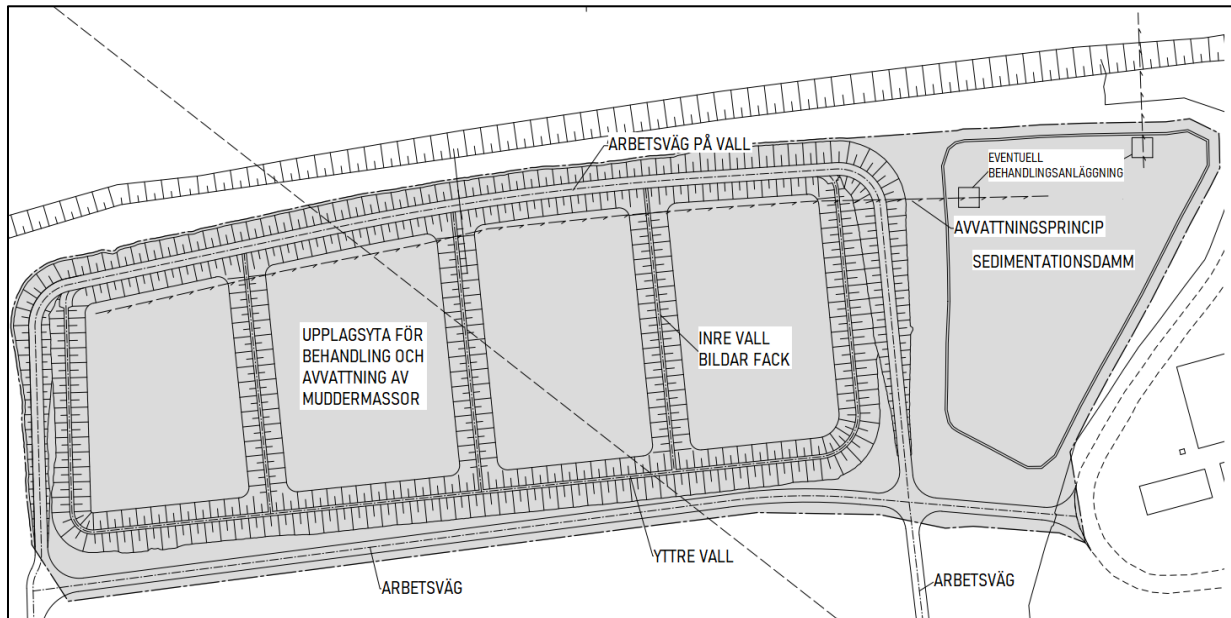 ARBETSVÄG PÅ VALL
EVENTUELL
BEHANDLINGSANLÄGGNING
AVVATTNINGSPRINCIP
SEDIMENTATIONSDAMM
UPPLAGSYTA FÖR
BEHANDLING OCH
AVVATTNING AV
MUDDERMASSOR
INRE VALL
BILDAR FACK
YTTRE VALL
ARBETSVÄG
ARBETSVÄG